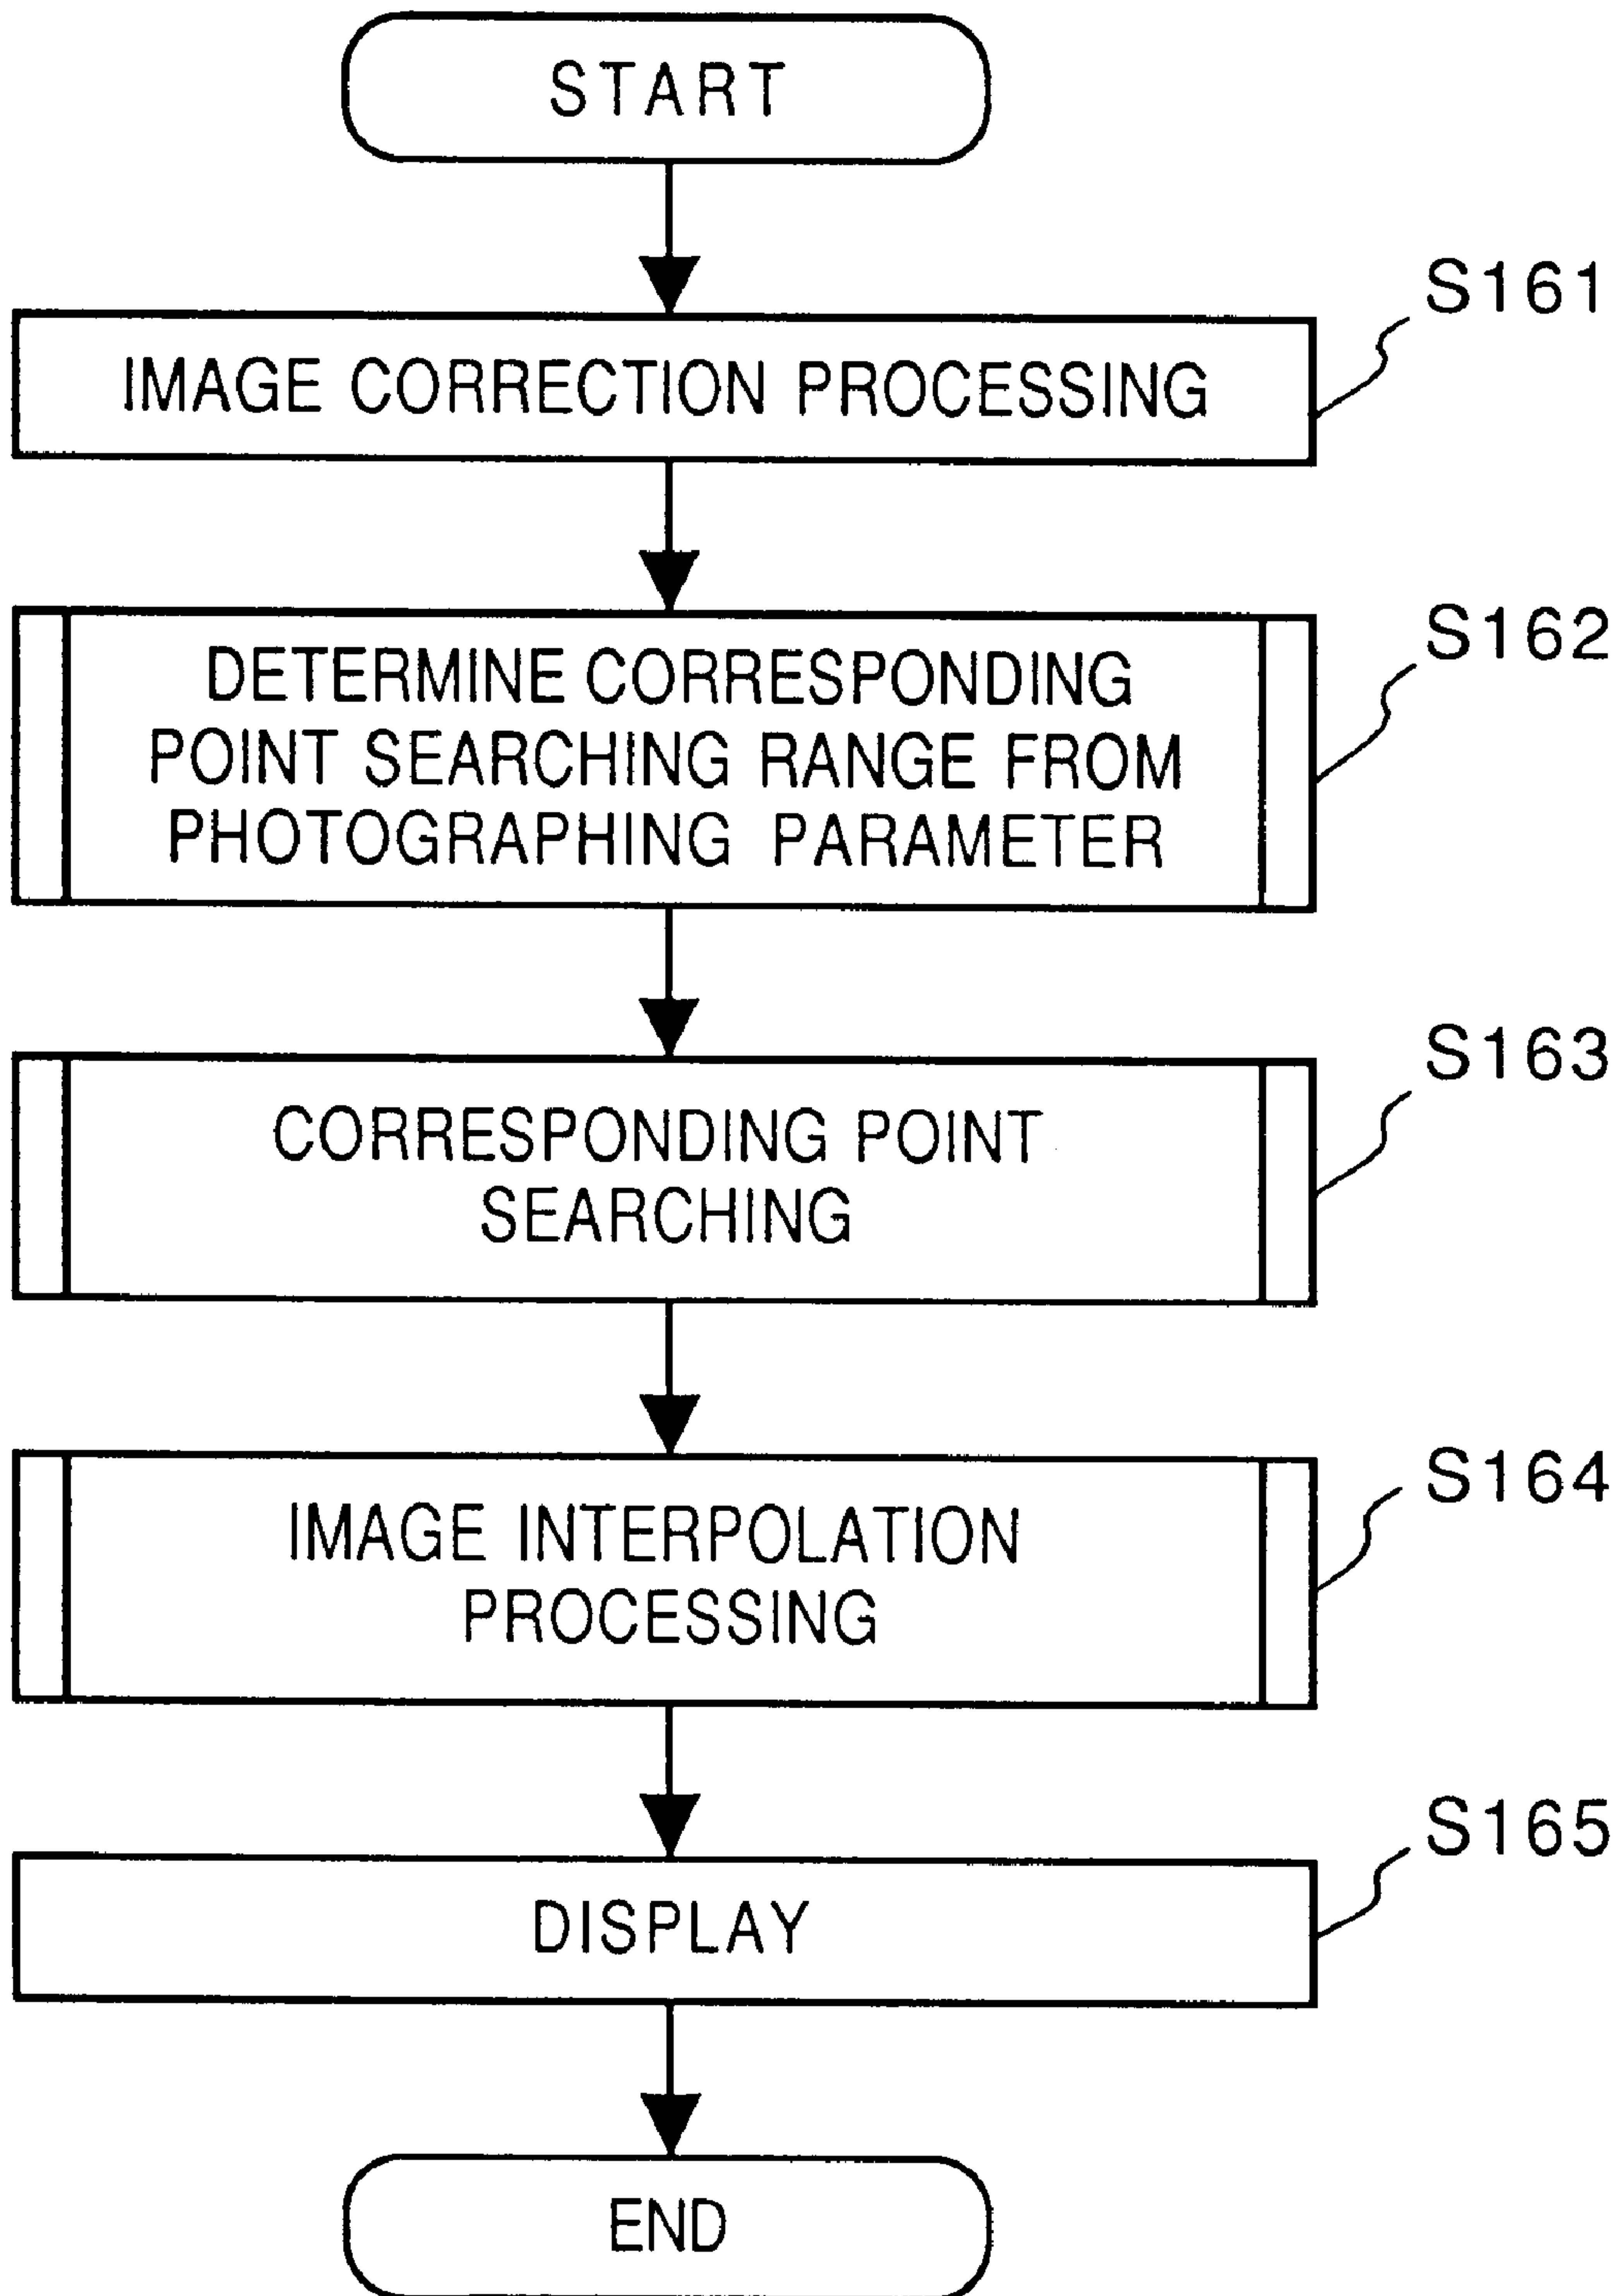 START
S161
IMAGE CORRECTION PROCESSING
S162
DETERMINE CORRESPONDING
POINT SEARCHING RANGE FROM
PHOTOGRAPHING PARAMETER
S163
CORRESPONDING POINT
SEARCHING
S164
IMAGE INTERPOLATION
PROCESSING
S165
DISPLAY
END